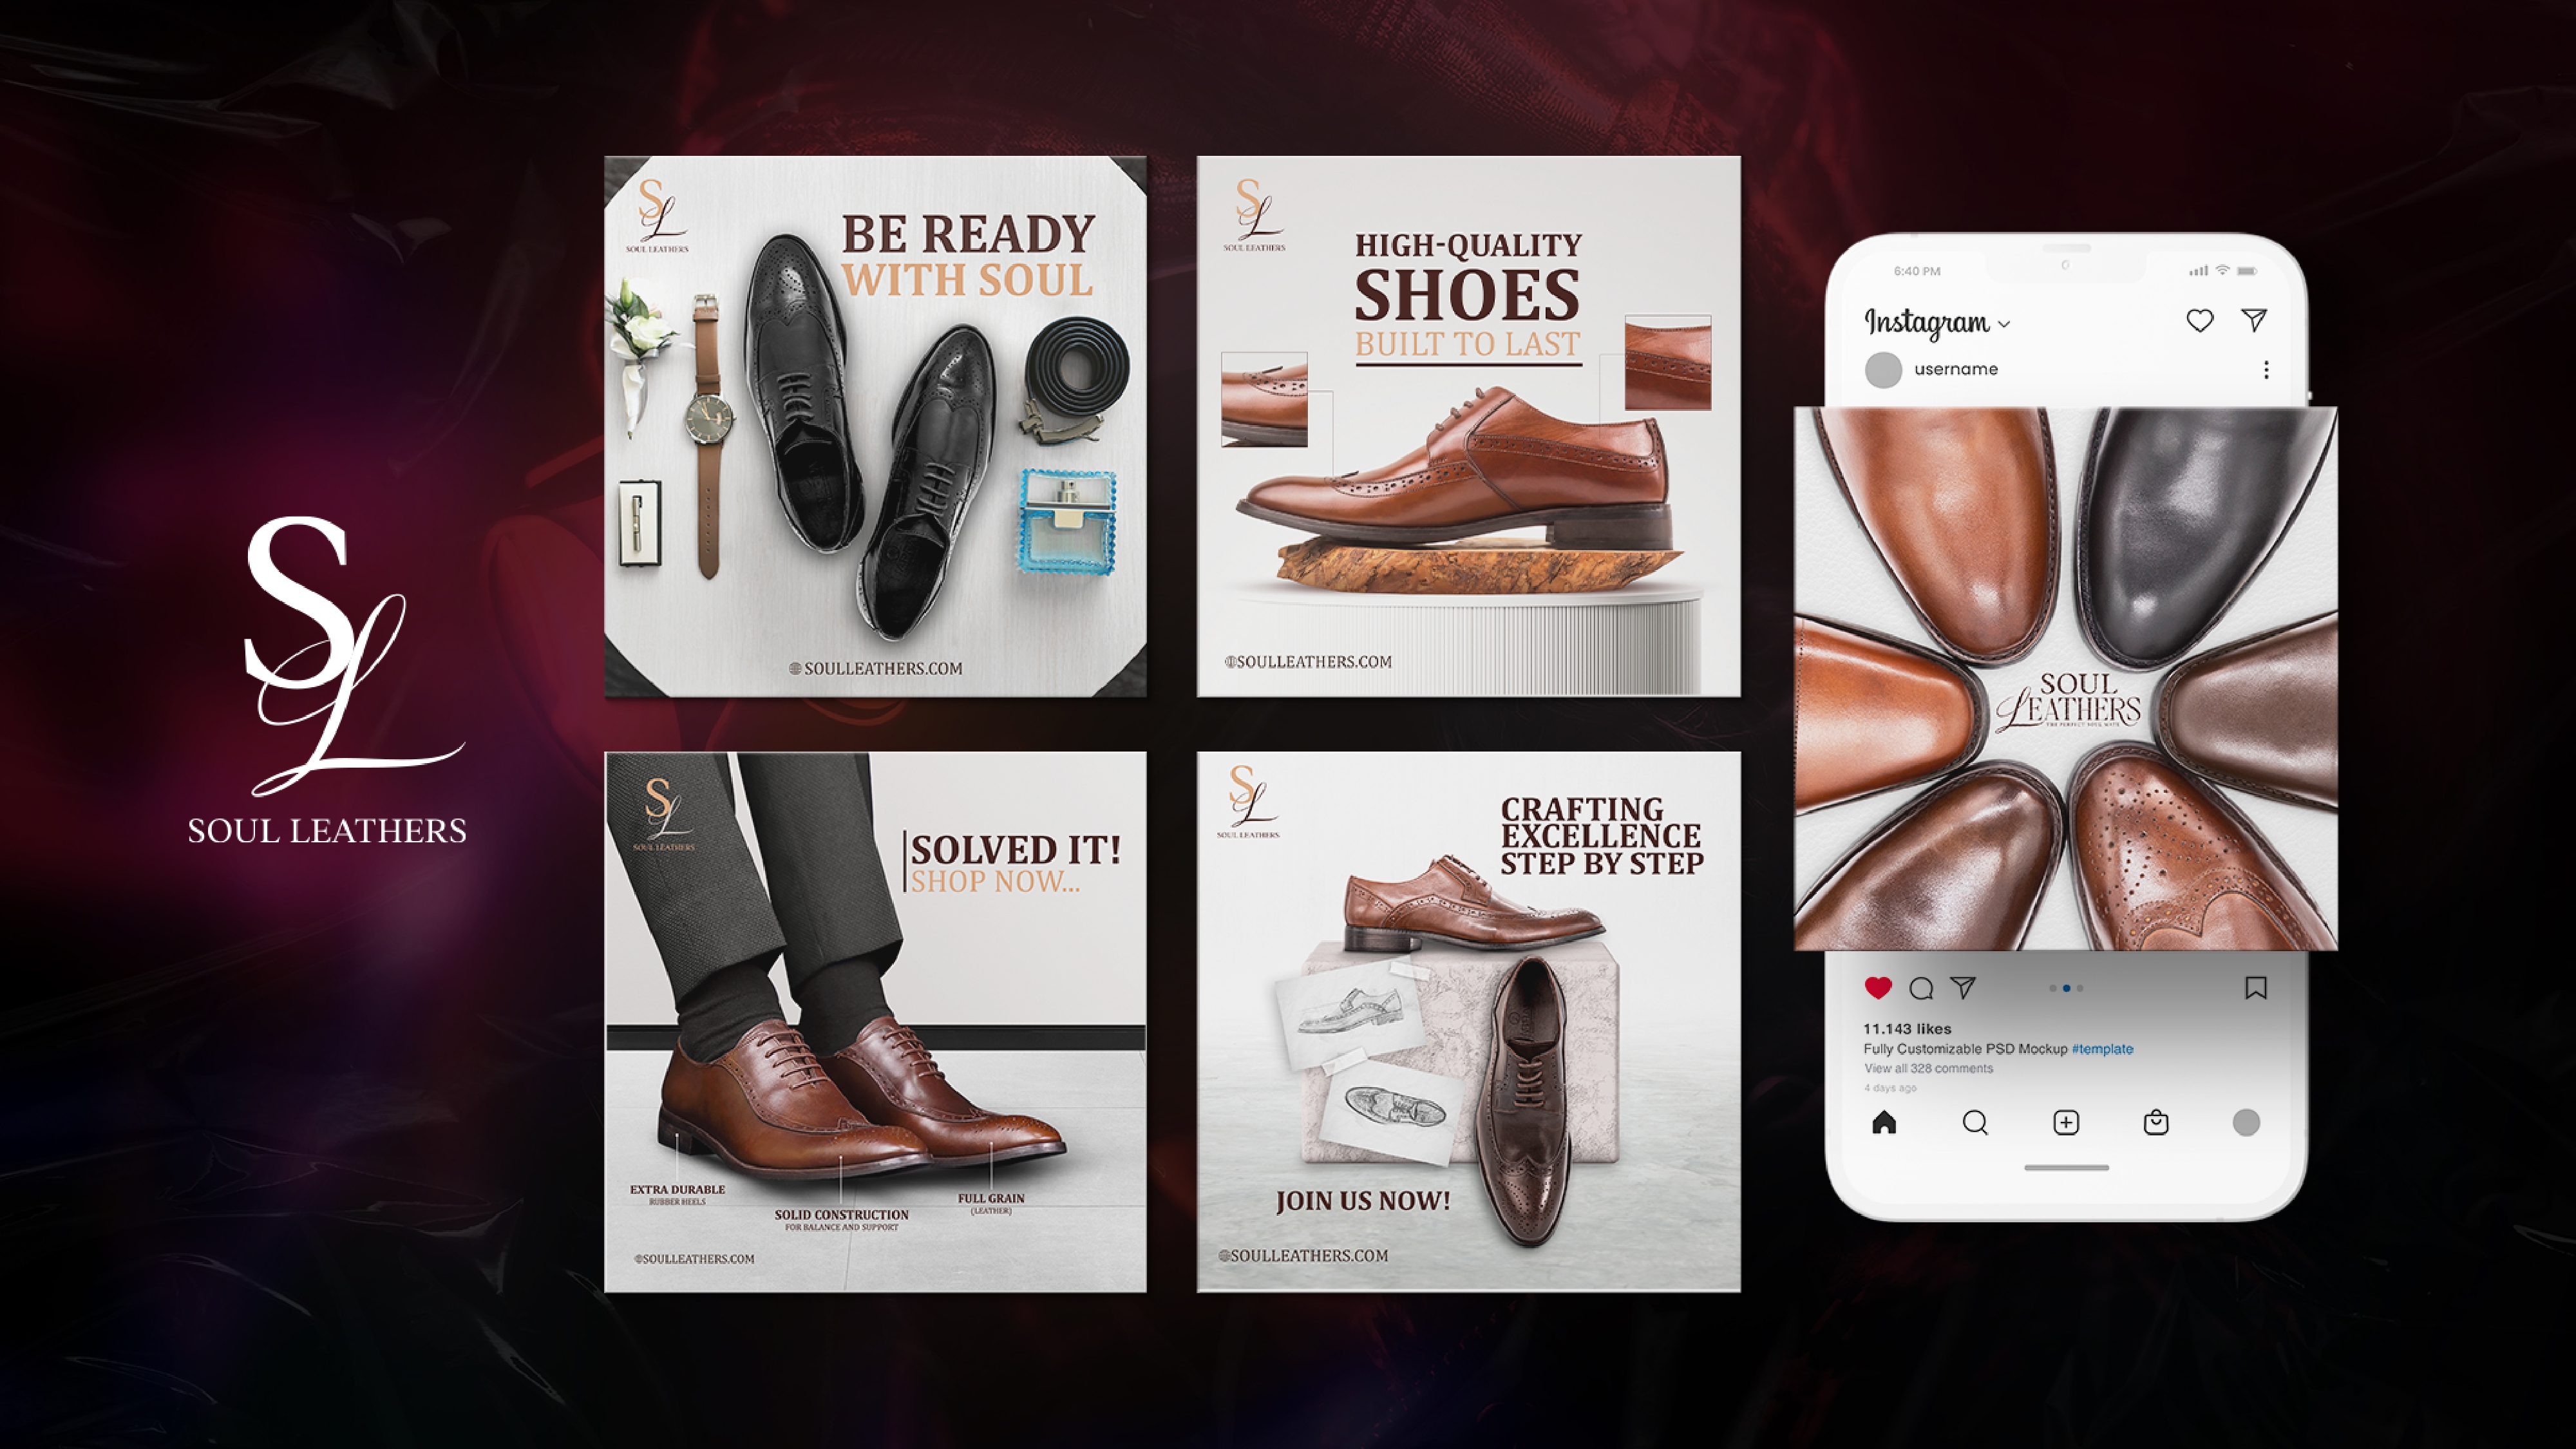 SL
SOUL LEATHERS
SL
SOUL LEATHERS
BE READY
WITH SOUL
SOULLEATHERS.COM
SL
SOUL LEATHERS
HIGH-QUALITY
SHOES
BUILT TO LAST
SOULLEATHERS.COM
SL
SOUL LEATHERS
SOLVED IT!
SHOP NOW...
EXTRA DURABLE
RUBBER HEELS
SOLID CONSTRUCTION
FOR BALANCE AND SUPPORT
FULL GRAIN
(LEATHER)
SOULLEATHERS.COM
SL
SOUL LEATHERS
CRAFTING
EXCELLENCE
STEP BY STEP
JOIN US NOW!
SOULLEATHERS.COM
6:40 PM
Instagram
username
SOUL
LEATHERS
THE PERFECT SOUL MATE
11.143 likes
Fully Customizable PSD Mockup #template
View all 328 comments
4 days ago